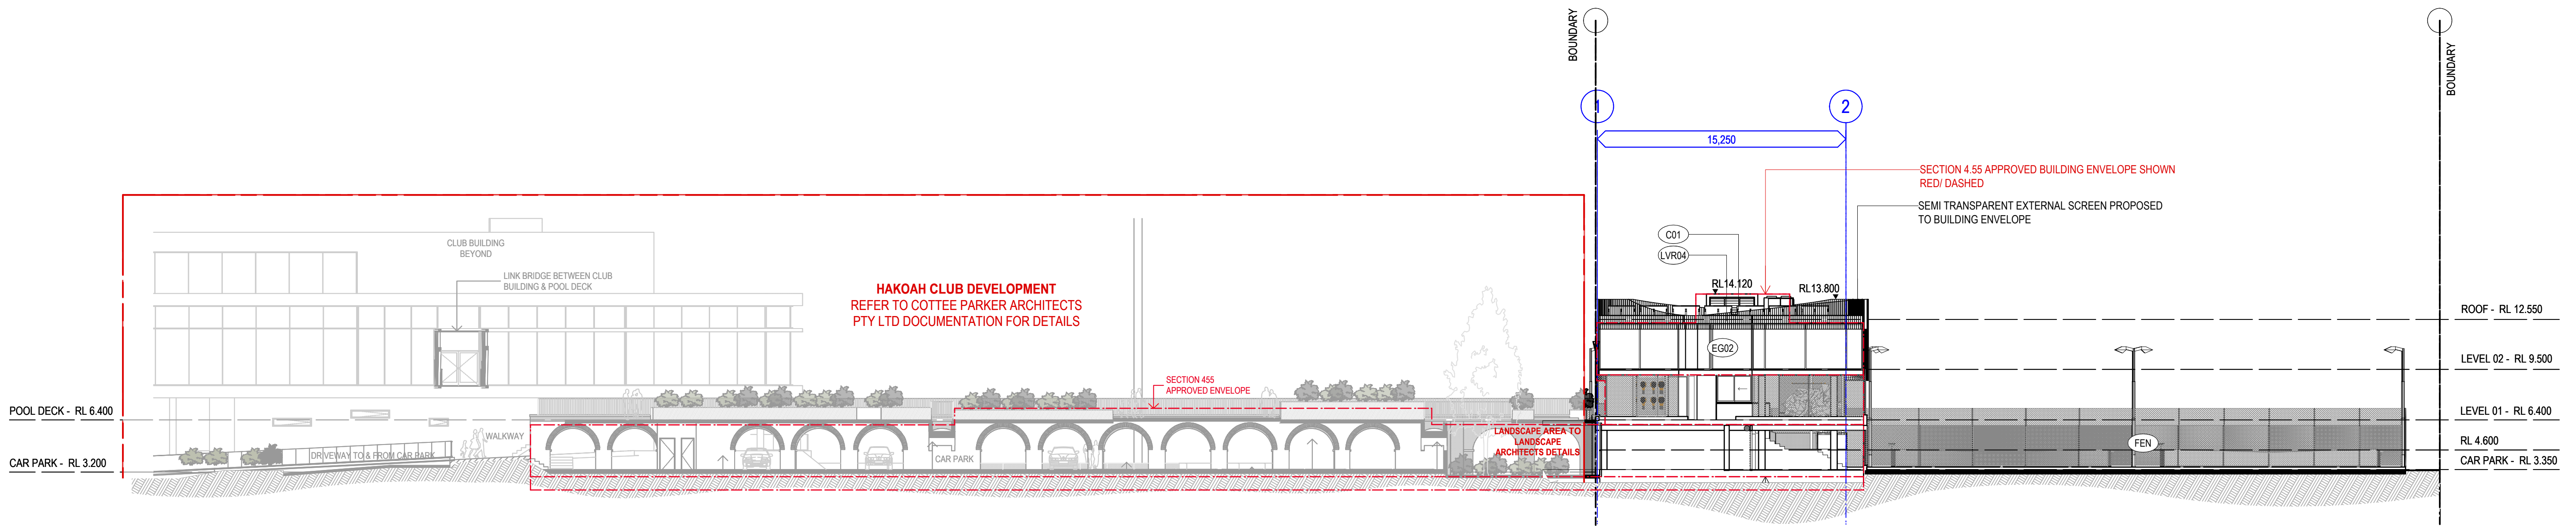 BOUNDARY
BOUNDARY
1
2
15,250
SECTION 4.55 APPROVED BUILDING ENVELOPE SHOWN
RED/ DASHED
SEMI TRANSPARENT EXTERNAL SCREEN PROPOSED
TO BUILDING ENVELOPE
CLUB BUILDING
BEYOND
LINK BRIDGE BETWEEN CLUB
BUILDING & POOL DECK
HAKOAH CLUB DEVELOPMENT
REFER TO COTTEE PARKER ARCHITECTS
PTY LTD DOCUMENTATION FOR DETAILS
C01
LVR04
RL14.120
RL13.800
ROOF - RL 12.550
EG02
LEVEL 02 - RL 9.500
SECTION 455
APPROVED ENVELOPE
POOL DECK - RL 6.400
LEVEL 01 - RL 6.400
WALKWAY
DRIVEWAY TO & FROM CAR PARK
CAR PARK
LANDSCAPE AREA TO
LANDSCAPE
ARCHITECTS DETAILS
FEN
RL 4.600
CAR PARK - RL 3.200
CAR PARK - RL 3.350